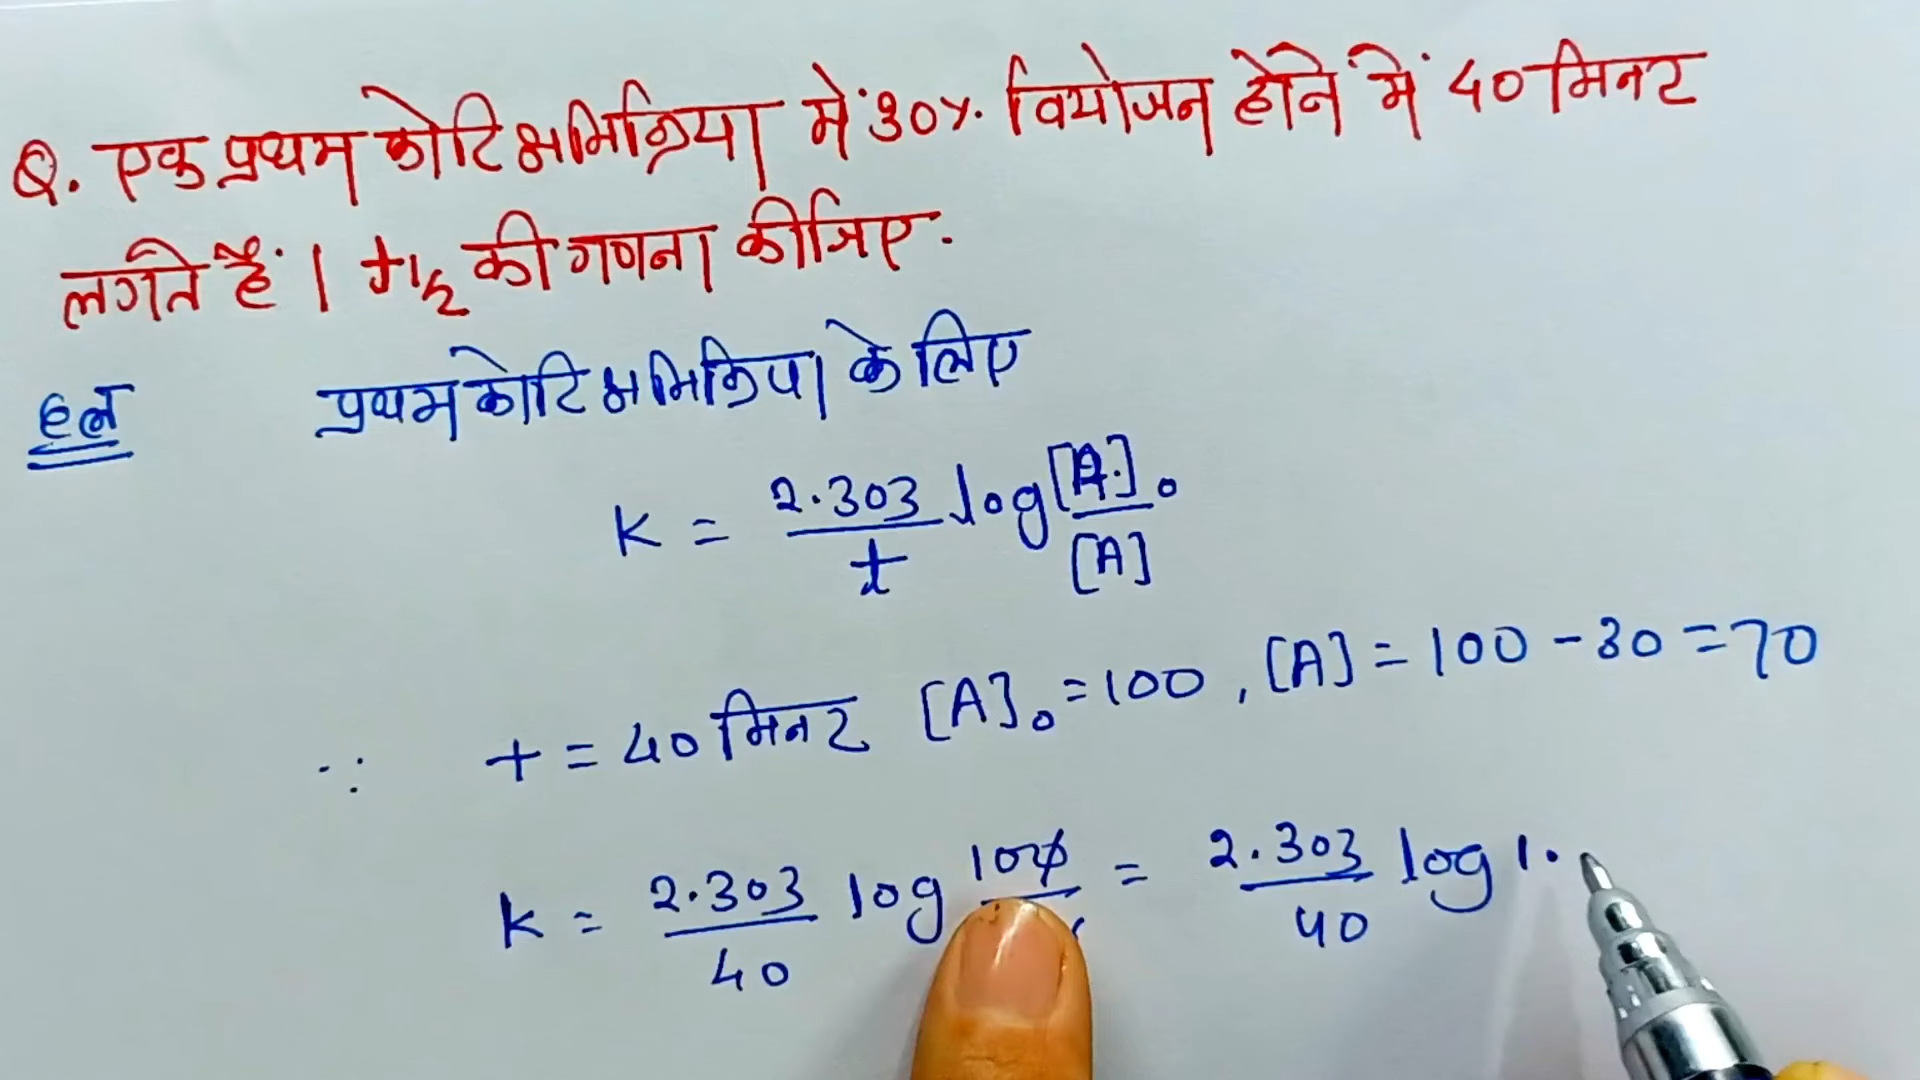 Q. एक प्रथम कोटि अभिक्रिया में 30% वियोजन होने में 40 मिनट
लगते हैं। t1/2 की गणना कीजिए.
हल प्रथम कोटि अभिक्रिया के लिए
K = 2.303/t log [A]₀/[A]
∵ t = 40 मिनट [A]₀ = 100, [A] = 100 - 30 = 70
K = 2.303/40 log 100/ = 2.303/40 log 1.